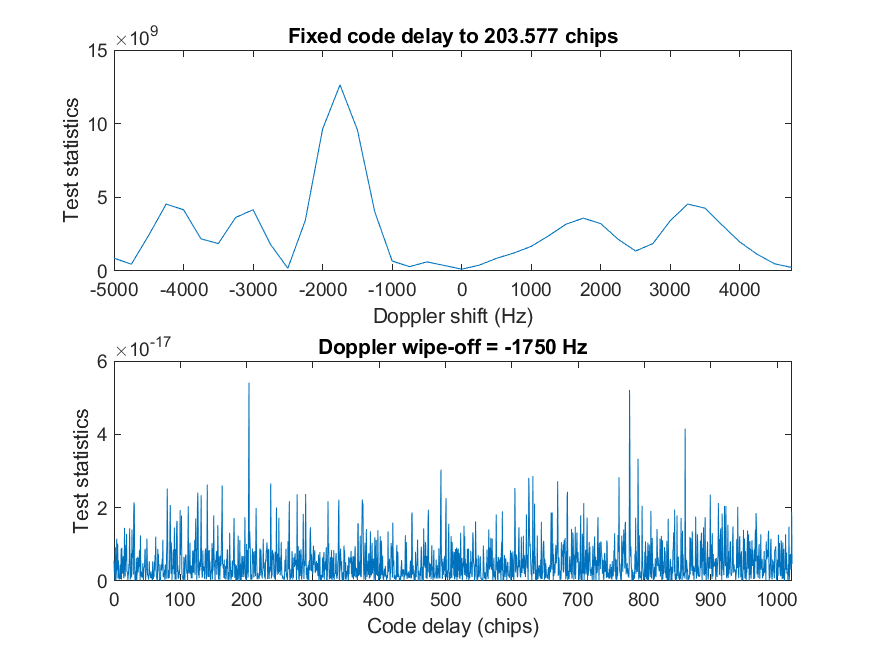 ×10^9
Fixed code delay to 203.577 chips
15
10
5
0
Test statistics
-5000 -4000 -3000 -2000 -1000 0 1000 2000 3000 4000
Doppler shift (Hz)
×10^-17
Doppler wipe-off = -1750 Hz
6
4
2
0
Test statistics
0 100 200 300 400 500 600 700 800 900 1000
Code delay (chips)